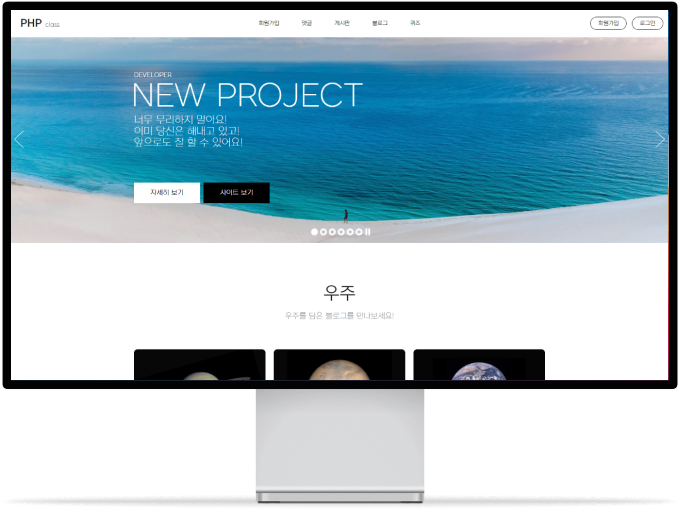 PHP class
회원가입 댓글 게시판 블로그 퀴즈
회원가입 로그인
DEVELOPER
NEW PROJECT
너무 무리하지 말아요!
이미 당신은 해내고 있고!
앞으로도 잘 할 수 있어요!
자세히 보기 사이트 보기
우주
우주를 담은 블로그를 만나보세요!